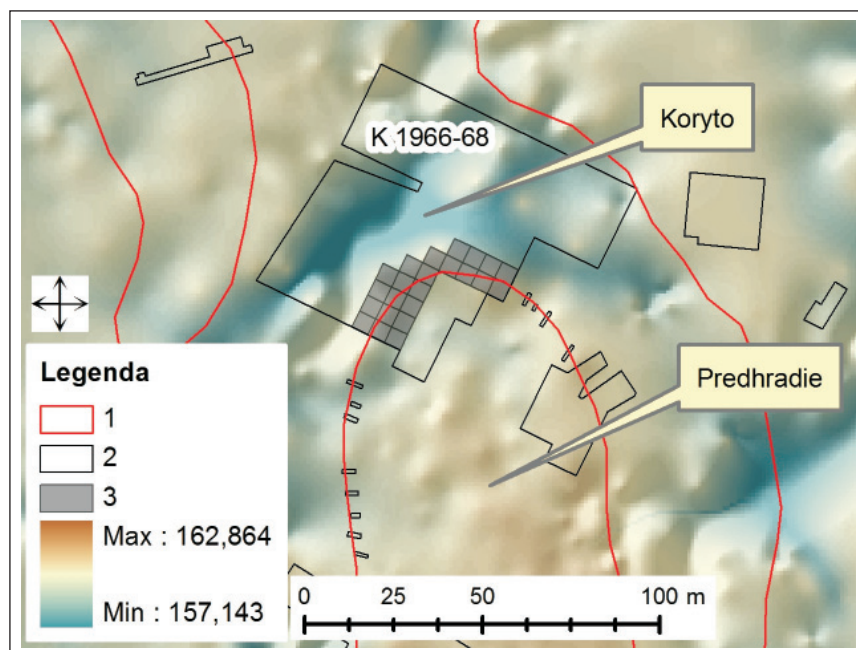 K 1966-68
Koryto
Predhradie
Legenda
1
2
3
Max : 162,864
Min : 157,143
0 25 50 100 m